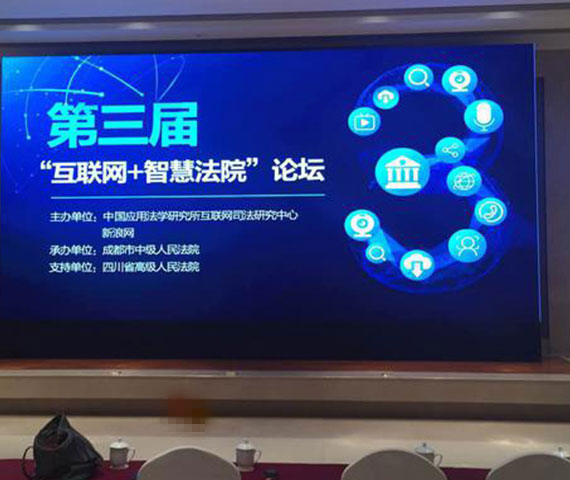 第三届
“互联网+智慧法院”论坛
主办单位：中国应用法学研究所互联网司法研究中心
新浪网
承办单位：成都市中级人民法院
支持单位：四川省高级人民法院